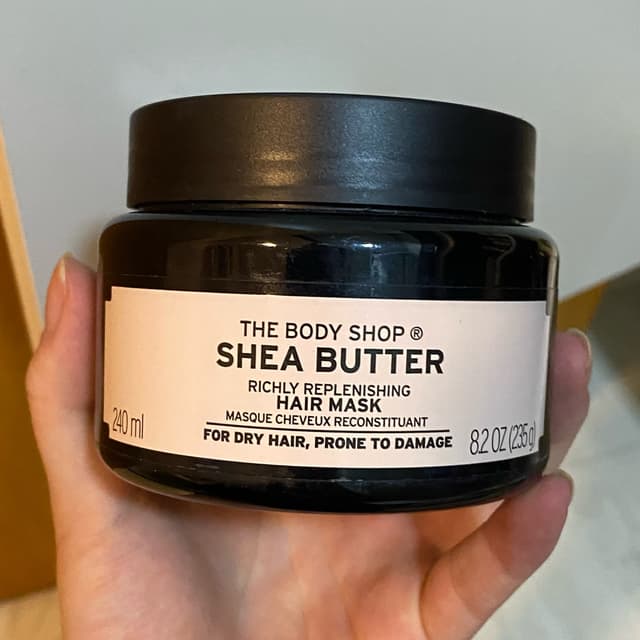 THE BODY SHOP ®
SHEA BUTTER
RICHLY REPLENISHING
HAIR MASK
MASQUE CHEVEUX RECONSTITUANT
FOR DRY HAIR, PRONE TO DAMAGE
240 ml
8.2 OZ (235 g)